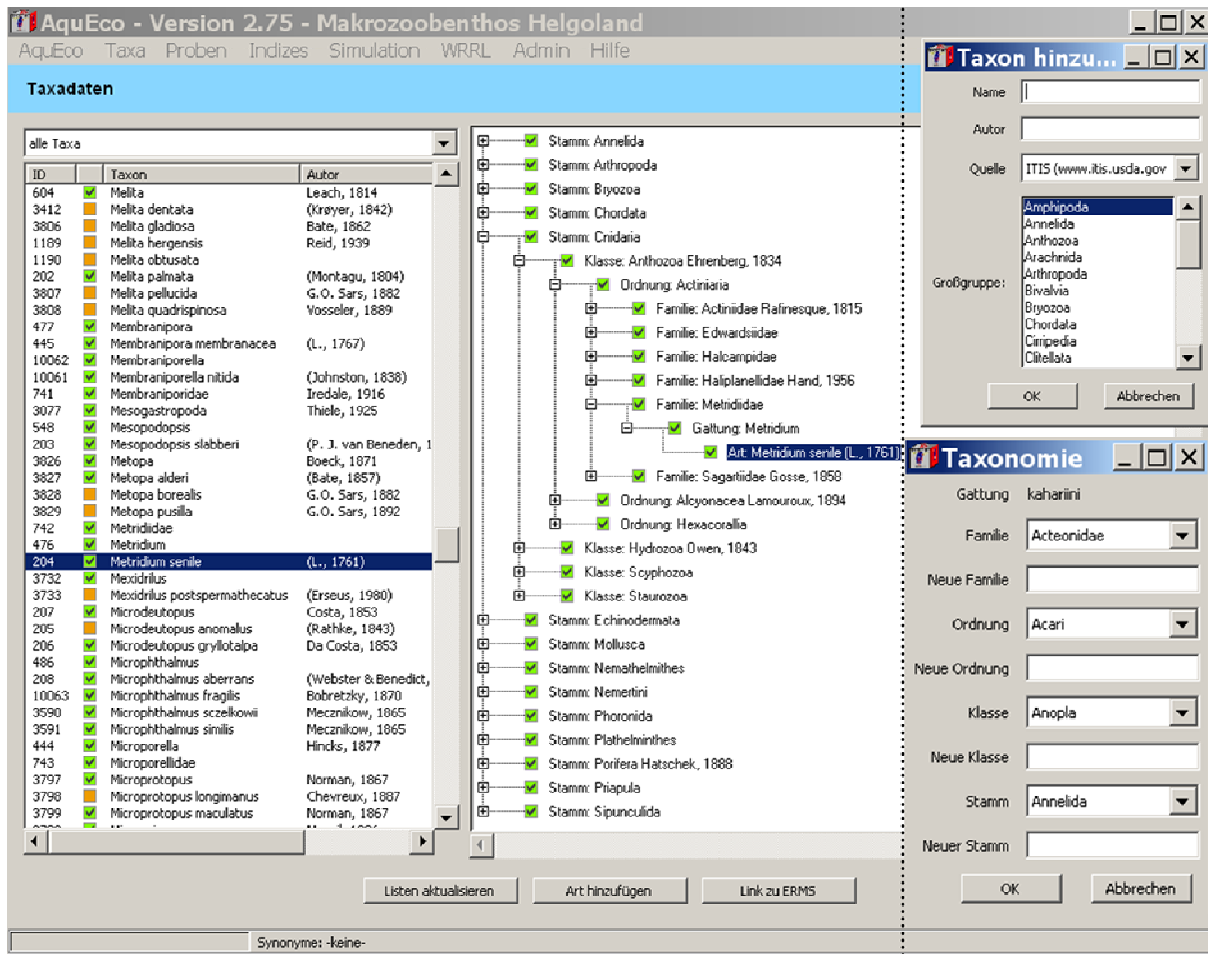 AquEco - Version 2.75 - Makrozoobenthos Helgoland
AquEco Taxa Proben Indizes Simulation WRRL Admin Hilfe
Taxadaten
alle Taxa
ID Taxon Autor
604 Melita Leach, 1814
3412 Melita dentata (Krøyer, 1842)
3806 Melita gladiosa Bate, 1862
1189 Melita hergensis Reid, 1939
1190 Melita obtusata
202 Melita palmata (Montagu, 1804)
3807 Melita pellucida G.O. Sars, 1882
3808 Melita quadrispinosa Vosseler, 1889
477 Membranipora
445 Membranipora membranacea (L., 1767)
10062 Membraniporella
10061 Membraniporella nitida (Johnston, 1838)
741 Membraniporidae Iredale, 1916
3077 Mesogastropoda Thiele, 1925
548 Mesopodopsis
203 Mesopodopsis slabberi (P. J. van Beneden, 1
3826 Metopa Boeck, 1871
3827 Metopa alderi (Bate, 1857)
3828 Metopa borealis G.O. Sars, 1882
3829 Metopa pusilla G.O. Sars, 1892
742 Metridiidae
476 Metridium
204 Metridium senile (L., 1761)
3732 Mexidrilus
3733 Mexidrilus postspermathecatus (Erseus, 1980)
207 Microdeutopus Costa, 1853
205 Microdeutopus anomalus (Rathke, 1843)
206 Microdeutopus gryllotalpa Da Costa, 1853
486 Microphthalmus
208 Microphthalmus aberrans (Webster & Benedict,
10063 Microphthalmus fragilis Bobretzky, 1870
3590 Microphthalmus sczelkowii Mecznikow, 1865
3591 Microphthalmus similis Mecznikow, 1865
444 Microporella Hincks, 1877
743 Microporellidae
3797 Microprotopus Norman, 1867
3798 Microprotopus longimanus Chevreux, 1887
3799 Microprotopus maculatus Norman, 1867
Stamm: Annelida
Stamm: Arthropoda
Stamm: Bryozoa
Stamm: Chordata
Stamm: Cnidaria
Klasse: Anthozoa Ehrenberg, 1834
Ordnung: Actiniaria
Familie: Actiniidae Rafinesque, 1815
Familie: Edwardsiidae
Familie: Halcampidae
Familie: Haliplanellidae Hand, 1956
Familie: Metridiidae
Gattung: Metridium
Art: Metridium senile (L., 1761)
Familie: Sagartiidae Gosse, 1858
Ordnung: Alcyonacea Lamouroux, 1894
Ordnung: Hexacorallia
Klasse: Hydrozoa Owen, 1843
Klasse: Scyphozoa
Klasse: Staurozoa
Stamm: Echinodermata
Stamm: Mollusca
Stamm: Nemathelmithes
Stamm: Nemertini
Stamm: Phoronida
Stamm: Plathelminthes
Stamm: Porifera Hatschek, 1888
Stamm: Priapula
Stamm: Sipunculida
Listen aktualisieren Art hinzufügen Link zu ERMS
Synonyme: -keine-
Taxon hinzu...
Name
Autor
Quelle ITIS (www.itis.usda.gov
Großgruppe:
Amphipoda
Annelida
Anthozoa
Arachnida
Arthropoda
Bivalvia
Bryozoa
Chordata
Cirripedia
Clitellata
OK Abbrechen
Taxonomie
Gattung kahariini
Familie Acteonidae
Neue Familie
Ordnung Acari
Neue Ordnung
Klasse Anopla
Neue Klasse
Stamm Annelida
Neuer Stamm
OK Abbrechen